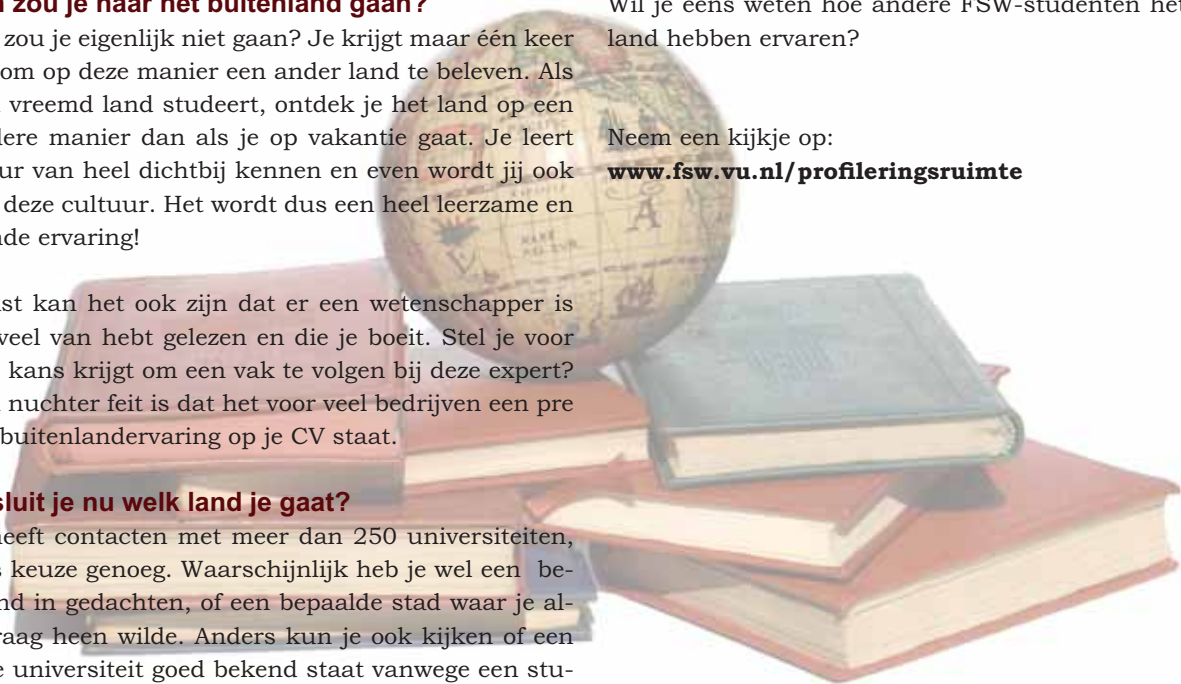 zou je naar het buitenland gaan?
zou je eigenlijk niet gaan? Je krijgt maar één keer
om op deze manier een ander land te beleven. Als
vreemd land studeert, ontdek je het land op een
dere manier dan als je op vakantie gaat. Je leert
ur van heel dichtbij kennen en even wordt jij ook
deze cultuur. Het wordt dus een heel leerzame en
nde ervaring!
st kan het ook zijn dat er een wetenschapper is
veel van hebt gelezen en die je boeit. Stel je voor
kans krijgt om een vak te volgen bij deze expert?
nuchter feit is dat het voor veel bedrijven een pre
buitenlandervaring op je CV staat.
sluit je nu welk land je gaat?
heeft contacten met meer dan 250 universiteiten,
s keuze genoeg. Waarschijnlijk heb je wel een be-
nd in gedachten, of een bepaalde stad waar je al-
raag heen wilde. Anders kun je ook kijken of een
e universiteit goed bekend staat vanwege een stu-
Wil je eens weten hoe andere FSW-studenten het
land hebben ervaren?
Neem een kijkje op:
www.fsw.vu.nl/profileringsruimte